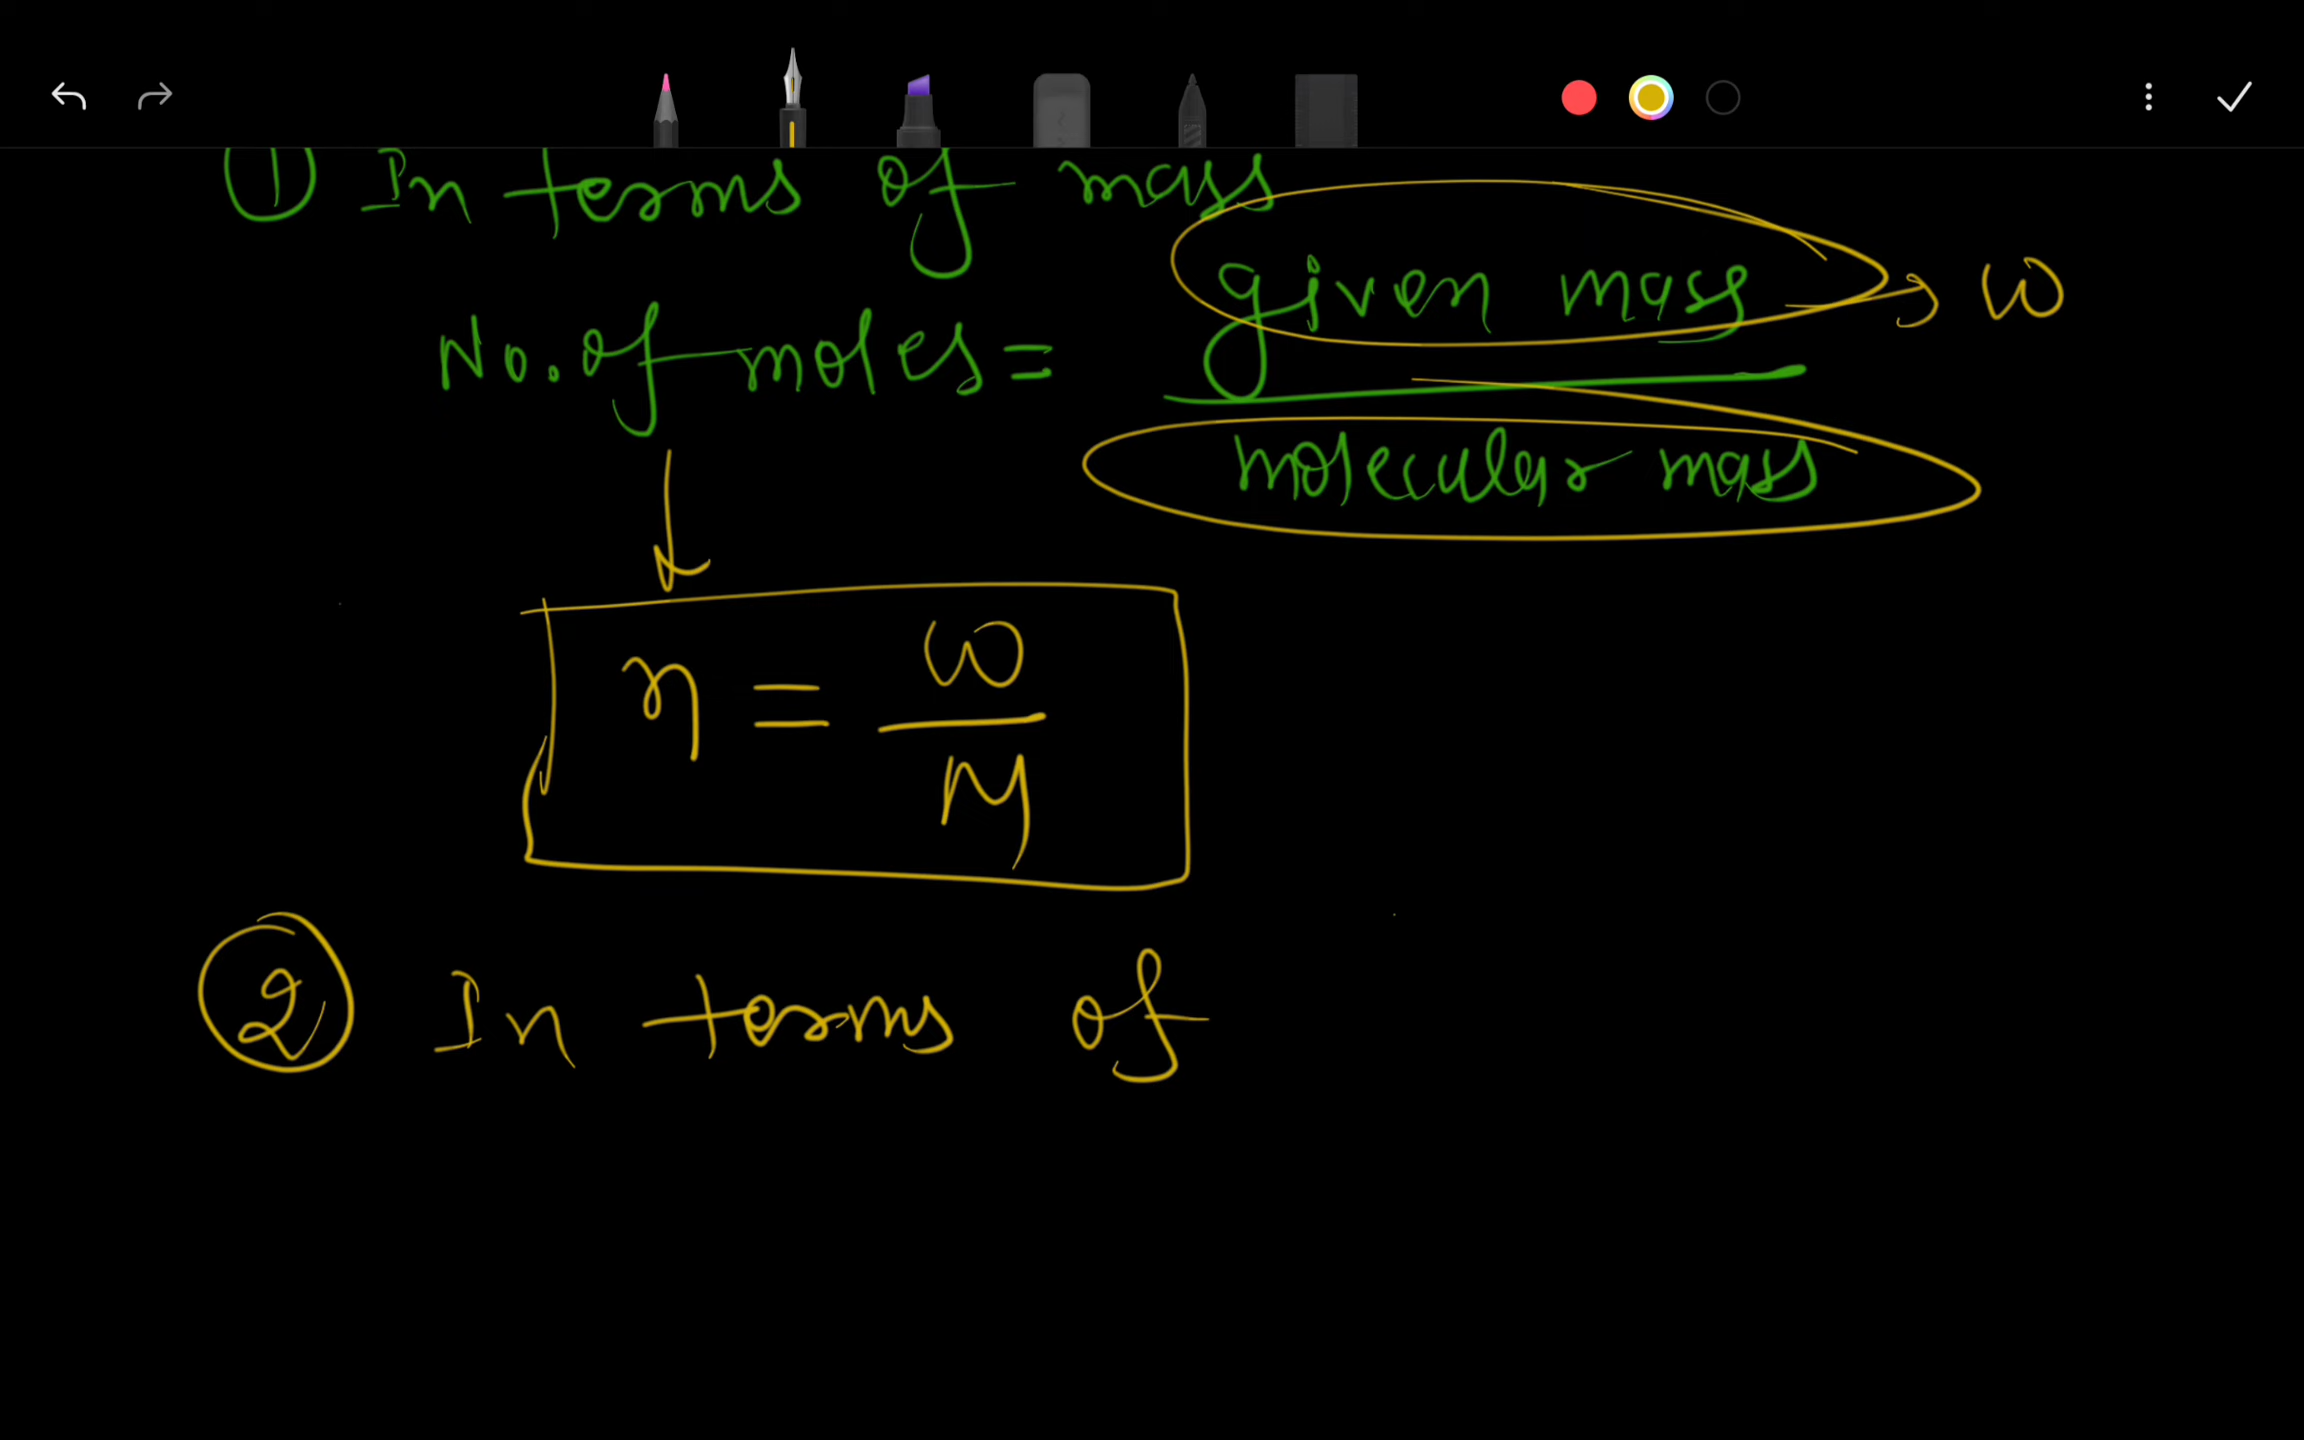 ① In terms of mass
given mass → w
No. of moles =
molecular mass
n = w
M
② In terms of